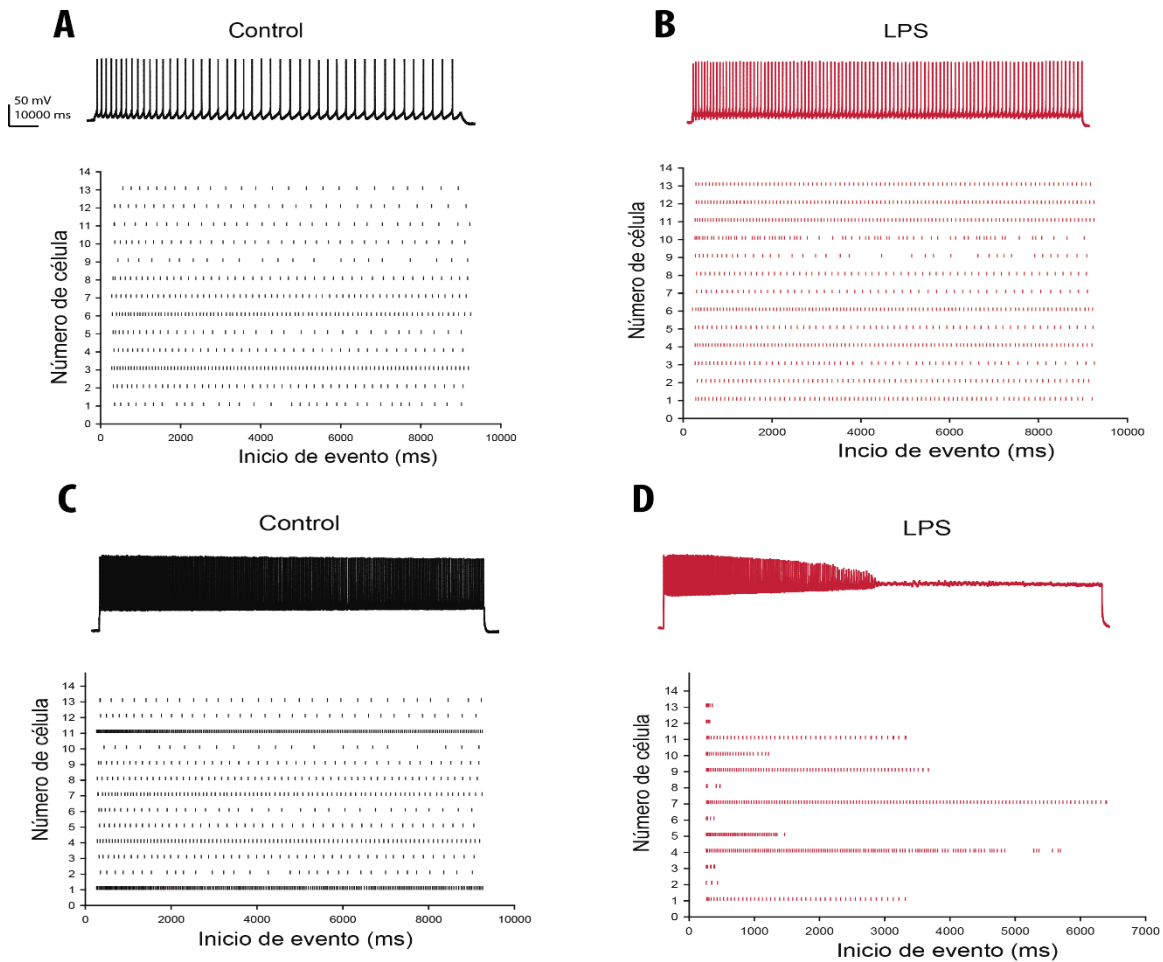 A
Control
50 mV
10000 ms
Número de célula
14
13
12
11
10
9
8
7
6
5
4
3
2
1
0
0 2000 4000 6000 8000 10000
Inicio de evento (ms)
B
LPS
Número de célula
14
13
12
11
10
9
8
7
6
5
4
3
2
1
0
0 2000 4000 6000 8000 10000
Incio de evento (ms)
C
Control
Número de célula
14
13
12
11
10
9
8
7
6
5
4
3
2
1
0
0 2000 4000 6000 8000 10000
Inicio de evento (ms)
D
LPS
Número de célula
14
13
12
11
10
9
8
7
6
5
4
3
2
1
0
0 1000 2000 3000 4000 5000 6000 7000
Inicio de evento (ms)